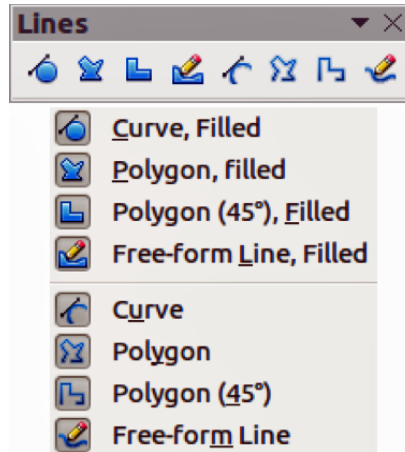 Lines
Curve, Filled
Polygon, filled
Polygon (45°), Filled
Free-form Line, Filled
Curve
Polygon
Polygon (45°)
Free-form Line